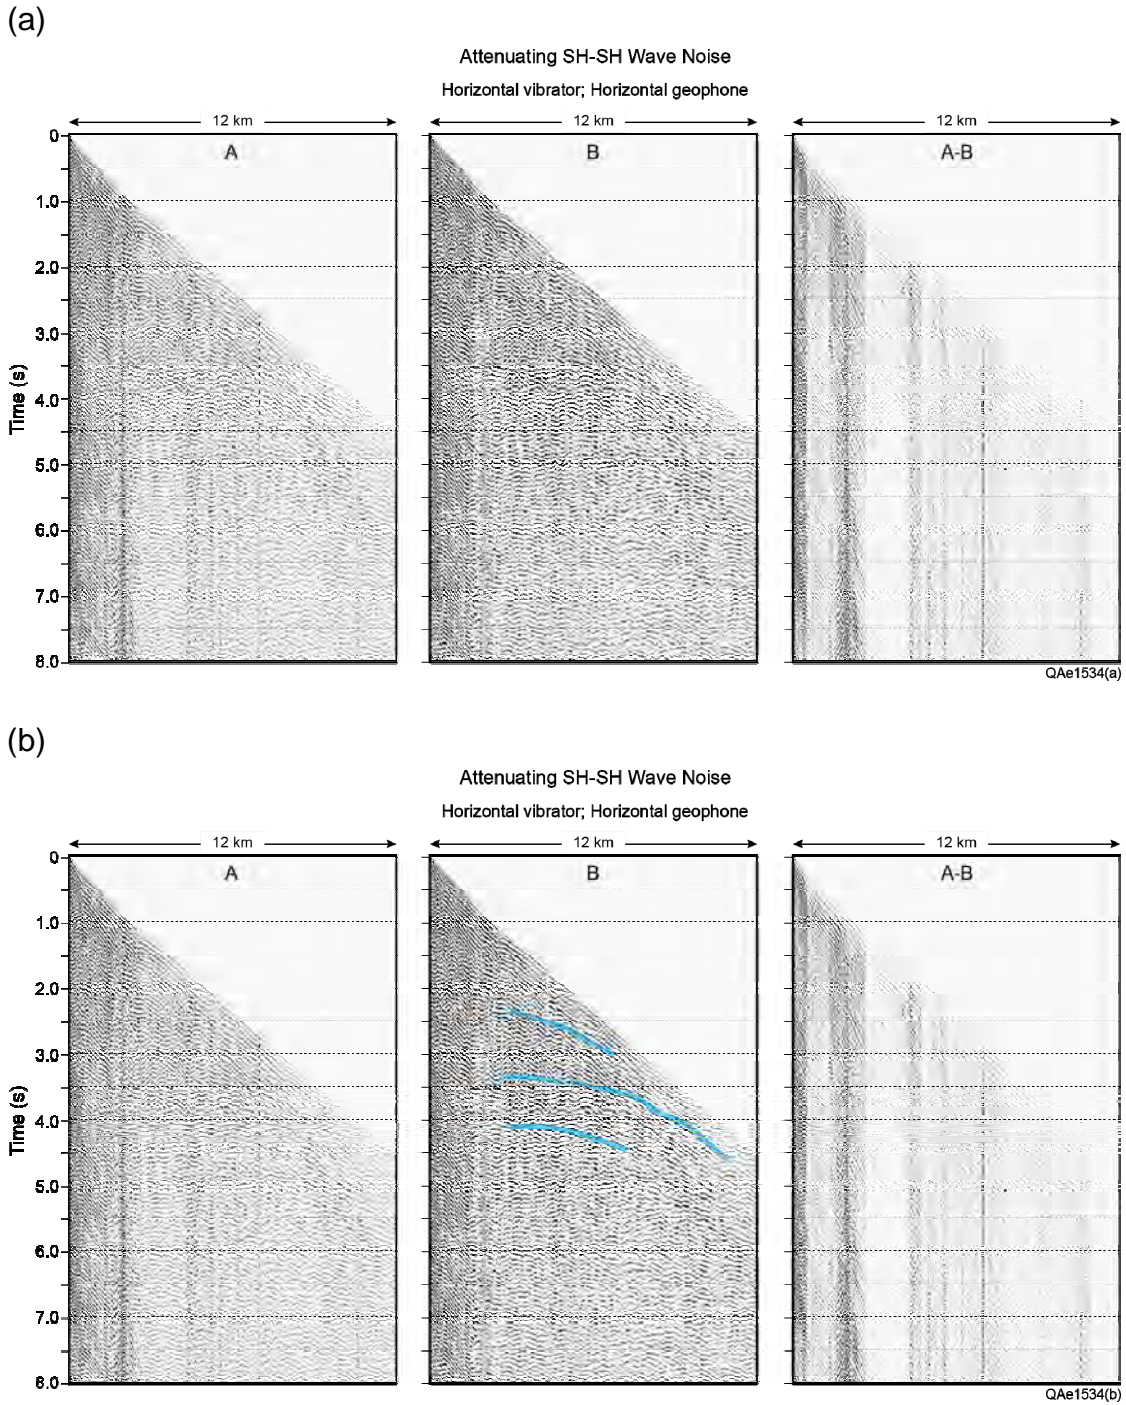 (a)
Attenuating SH-SH Wave Noise
Horizontal vibrator; Horizontal geophone
12 km 12 km 12 km
A B A-B
0
1.0
2.0
3.0
4.0
5.0
6.0
7.0
8.0
Time (s)
QAe1534(a)
(b)
Attenuating SH-SH Wave Noise
Horizontal vibrator; Horizontal geophone
12 km 12 km 12 km
A B A-B
0
1.0
2.0
3.0
4.0
5.0
6.0
7.0
8.0
Time (s)
QAe1534(b)